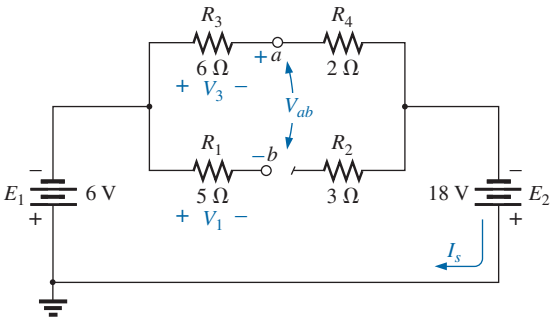 R3 R4
+ a
6 Ω 2 Ω
+ V3 −
Vab
R1 −b R2
5 Ω 3 Ω
+ V1 −
− −
E1 6 V 18 V E2
+ +
Is